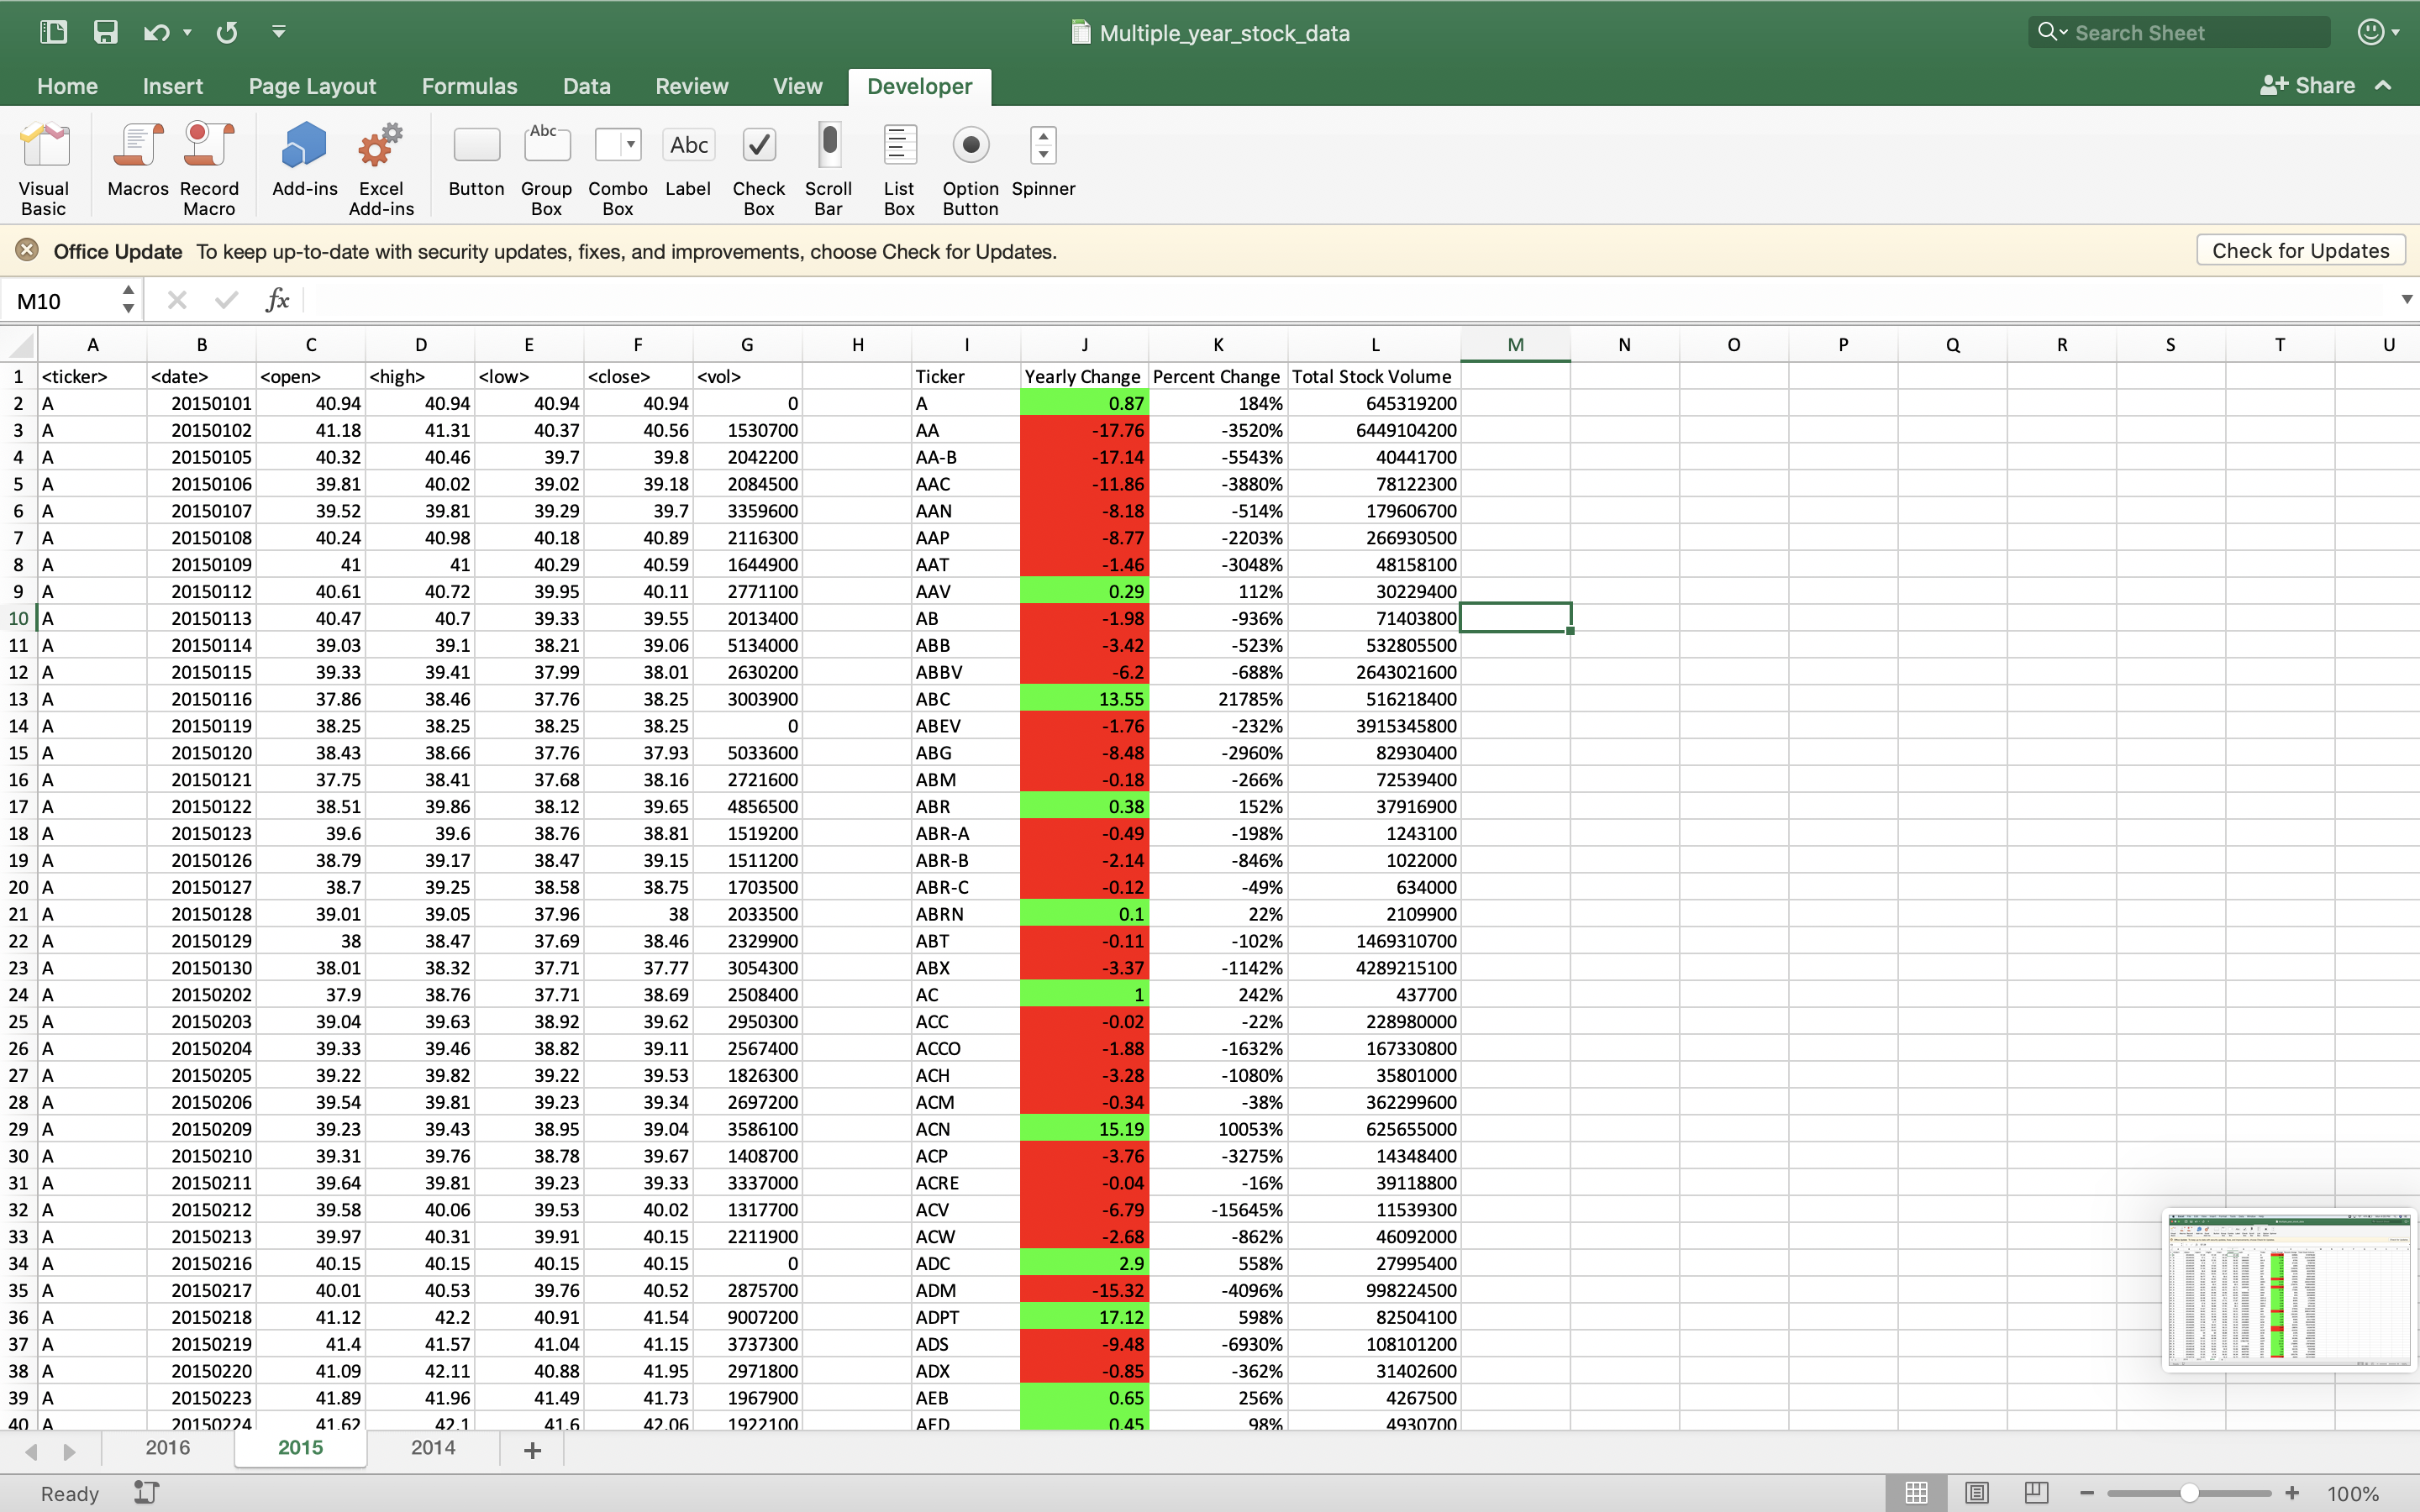 Multiple_year_stock_data
Search Sheet
Home Insert Page Layout Formulas Data Review View Developer Share
Visual Basic Macros Record Macro Add-ins Excel Add-ins Button Abc Group Box Combo Box Abc Label Check Box Scroll Bar List Box Option Button Spinner
Office Update To keep up-to-date with security updates, fixes, and improvements, choose Check for Updates. Check for Updates
M10 fx
A B C D E F G H I J K L M N O P Q R S T U
1 <ticker> <date> <open> <high> <low> <close> <vol> Ticker Yearly Change Percent Change Total Stock Volume
2 A 20150101 40.94 40.94 40.94 40.94 0 A 0.87 184% 645319200
3 A 20150102 41.18 41.31 40.37 40.56 1530700 AA -17.76 -3520% 6449104200
4 A 20150105 40.32 40.46 39.7 39.8 2042200 AA-B -17.14 -5543% 40441700
5 A 20150106 39.81 40.02 39.02 39.18 2084500 AAC -11.86 -3880% 78122300
6 A 20150107 39.52 39.81 39.29 39.7 3359600 AAN -8.18 -514% 179606700
7 A 20150108 40.24 40.98 40.18 40.89 2116300 AAP -8.77 -2203% 266930500
8 A 20150109 41 41 40.29 40.59 1644900 AAT -1.46 -3048% 48158100
9 A 20150112 40.61 40.72 39.95 40.11 2771100 AAV 0.29 112% 30229400
10 A 20150113 40.47 40.7 39.33 39.55 2013400 AB -1.98 -936% 71403800
11 A 20150114 39.03 39.1 38.21 39.06 5134000 ABB -3.42 -523% 532805500
12 A 20150115 39.33 39.41 37.99 38.01 2630200 ABBV -6.2 -688% 2643021600
13 A 20150116 37.86 38.46 37.76 38.25 3003900 ABC 13.55 21785% 516218400
14 A 20150119 38.25 38.25 38.25 38.25 0 ABEV -1.76 -232% 3915345800
15 A 20150120 38.43 38.66 37.76 37.93 5033600 ABG -8.48 -2960% 82930400
16 A 20150121 37.75 38.41 37.68 38.16 2721600 ABM -0.18 -266% 72539400
17 A 20150122 38.51 39.86 38.12 39.65 4856500 ABR 0.38 152% 37916900
18 A 20150123 39.6 39.6 38.76 38.81 1519200 ABR-A -0.49 -198% 1243100
19 A 20150126 38.79 39.17 38.47 39.15 1511200 ABR-B -2.14 -846% 1022000
20 A 20150127 38.7 39.25 38.58 38.75 1703500 ABR-C -0.12 -49% 634000
21 A 20150128 39.01 39.05 37.96 38 2033500 ABRN 0.1 22% 2109900
22 A 20150129 38 38.47 37.69 38.46 2329900 ABT -0.11 -102% 1469310700
23 A 20150130 38.01 38.32 37.71 37.77 3054300 ABX -3.37 -1142% 4289215100
24 A 20150202 37.9 38.76 37.71 38.69 2508400 AC 1 242% 437700
25 A 20150203 39.04 39.63 38.92 39.62 2950300 ACC -0.02 -22% 228980000
26 A 20150204 39.33 39.46 38.82 39.11 2567400 ACCO -1.88 -1632% 167330800
27 A 20150205 39.22 39.82 39.22 39.53 1826300 ACH -3.28 -1080% 35801000
28 A 20150206 39.54 39.81 39.23 39.34 2697200 ACM -0.34 -38% 362299600
29 A 20150209 39.23 39.43 38.95 39.04 3586100 ACN 15.19 10053% 625655000
30 A 20150210 39.31 39.76 38.78 39.67 1408700 ACP -3.76 -3275% 14348400
31 A 20150211 39.64 39.81 39.23 39.33 3337000 ACRE -0.04 -16% 39118800
32 A 20150212 39.58 40.06 39.53 40.02 1317700 ACV -6.79 -15645% 11539300
33 A 20150213 39.97 40.31 39.91 40.15 2211900 ACW -2.68 -862% 46092000
34 A 20150216 40.15 40.15 40.15 40.15 0 ADC 2.9 558% 27995400
35 A 20150217 40.01 40.53 39.76 40.52 2875700 ADM -15.32 -4096% 998224500
36 A 20150218 41.12 42.2 40.91 41.54 9007200 ADPT 17.12 598% 82504100
37 A 20150219 41.4 41.57 41.04 41.15 3737300 ADS -9.48 -6930% 108101200
38 A 20150220 41.09 42.11 40.88 41.95 2971800 ADX -0.85 -362% 31402600
39 A 20150223 41.89 41.96 41.49 41.73 1967900 AEB 0.65 256% 4267500
40 A 20150224 41.62 42.1 41.6 42.06 1922100 AED 0.45 98% 4930700
2016 2015 2014
Ready 100%